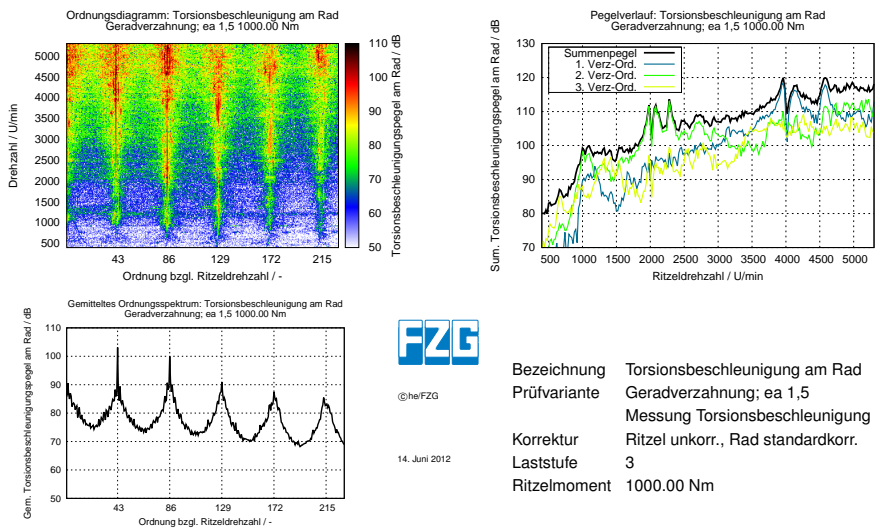 Ordnungsdiagramm: Torsionsbeschleunigung am Rad
Geradverzahnung; ea 1,5 1000.00 Nm
Drehzahl / U/min
5000
4500
4000
3500
3000
2500
2000
1500
1000
500
43 86 129 172 215
Ordnung bzgl. Ritzeldrehzahl / -
110
100
90
80
70
60
50
Torsionsbeschleunigungspegel am Rad / dB
Pegelverlauf: Torsionsbeschleunigung am Rad
Geradverzahnung; ea 1,5 1000.00 Nm
Sum. Torsionsbeschleunigungspegel am Rad / dB
130
120
110
100
90
80
70
Summenpegel
1. Verz-Ord.
2. Verz-Ord.
3. Verz-Ord.
500 1000 1500 2000 2500 3000 3500 4000 4500 5000
Ritzeldrehzahl / U/min
Gemitteltes Ordnungsspektrum: Torsionsbeschleunigung am Rad
Geradverzahnung; ea 1,5 1000.00 Nm
Gem. Torsionsbeschleunigungspegel am Rad / dB
110
100
90
80
70
60
50
43 86 129 172 215
Ordnung bzgl. Ritzeldrehzahl / -
FZG
©he/FZG
14. Juni 2012
Bezeichnung Torsionsbeschleunigung am Rad
Prüfvariante Geradverzahnung; ea 1,5
Messung Torsionsbeschleunigung
Korrektur Ritzel unkorr., Rad standardkorr.
Laststufe 3
Ritzelmoment 1000.00 Nm